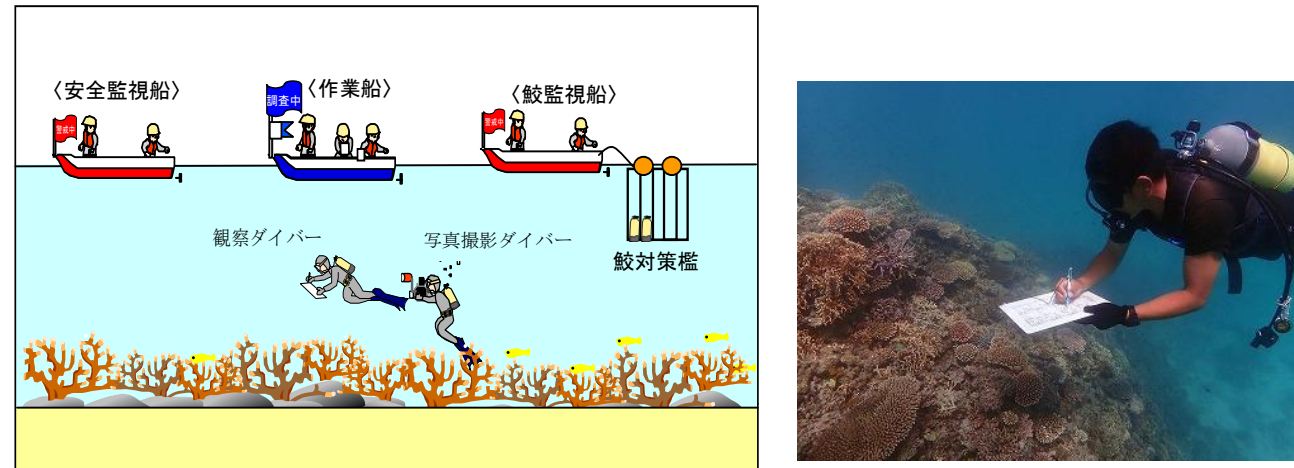 〈安全監視船〉
〈作業船〉
〈鮫監視船〉
警戒中
調査中
警戒中
観察ダイバー
写真撮影ダイバー
鮫対策檻